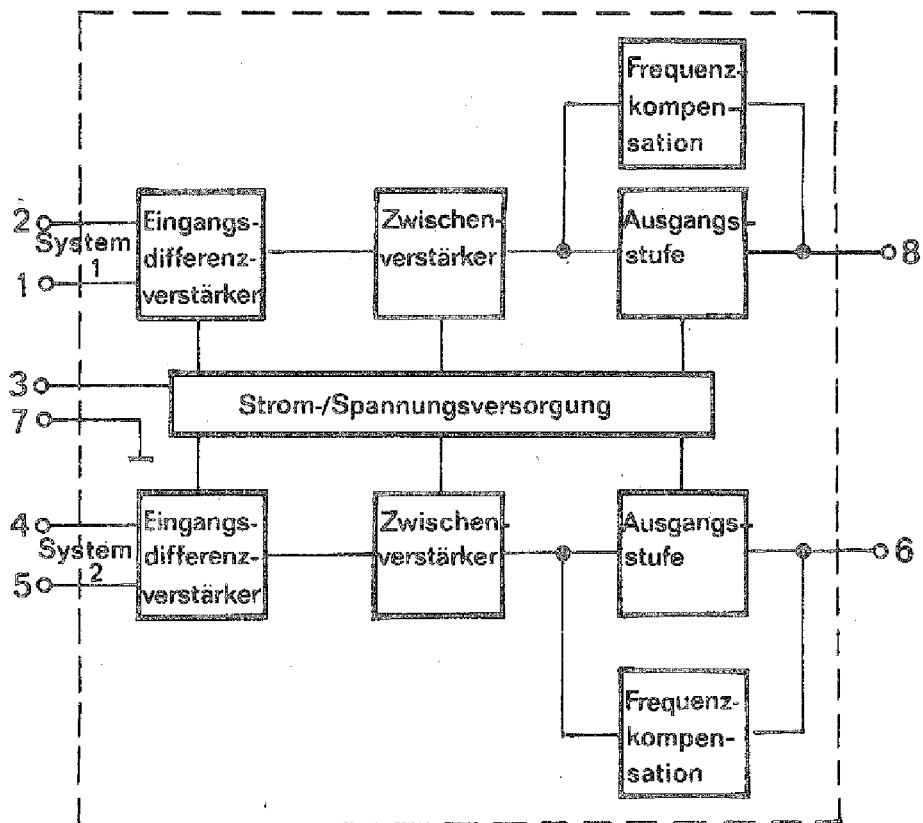 Frequenz-
kompen-
sation
2
System
1
1
Eingangs-
differenz-
verstärker
Zwischen-
verstärker
Ausgangs-
stufe
8
3
7
Strom-/Spannungsversorgung
4
System
2
5
Eingangs-
differenz-
verstärker
Zwischen-
verstärker
Ausgangs-
stufe
6
Frequenz-
kompen-
sation